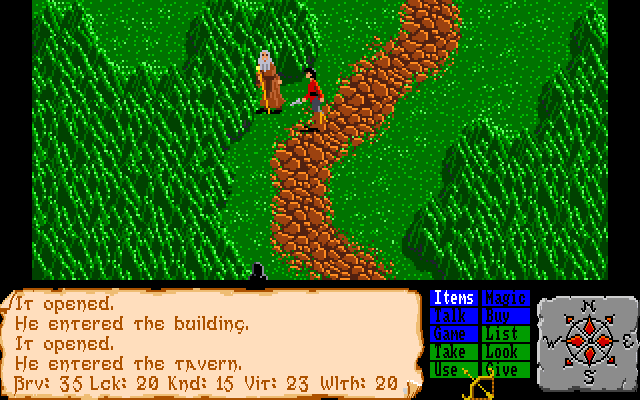 It opened.
He entered the building.
It opened.
He entered the tavern.
Brv: 35 Lck: 20 Knd: 15 Vit: 23 Wlth: 20
Items Magic
Talk Buy
Game List
Take Look
Use Give
N
W E
S